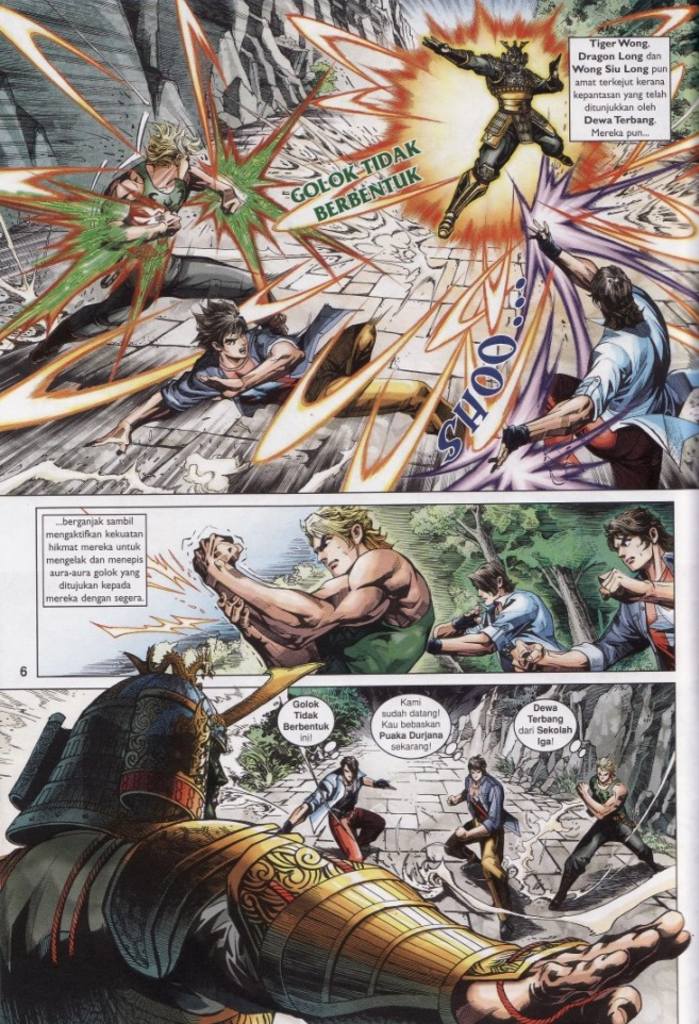 Tiger Wong,
Dragon Long dan
Wong Siu Long pun
amat terkejut kerana
kepantasan yang telah
ditunjukkan oleh
Dewa Terbang.
Mereka pun...
GOLOK TIDAK
BERBENTUK
SHOOO...
...berganjak sambil
mengaktifkan kekuatan
hikmat mereka untuk
mengelak dan menepis
aura-aura golok yang
ditujukan kepada
mereka dengan segera.
6
Golok
Tidak
Berbentuk
ini!
Kami
sudah datang!
Kau bebaskan
Puaka Durjana
sekarang!
Dewa
Terbang
dari Sekolah
Iga!